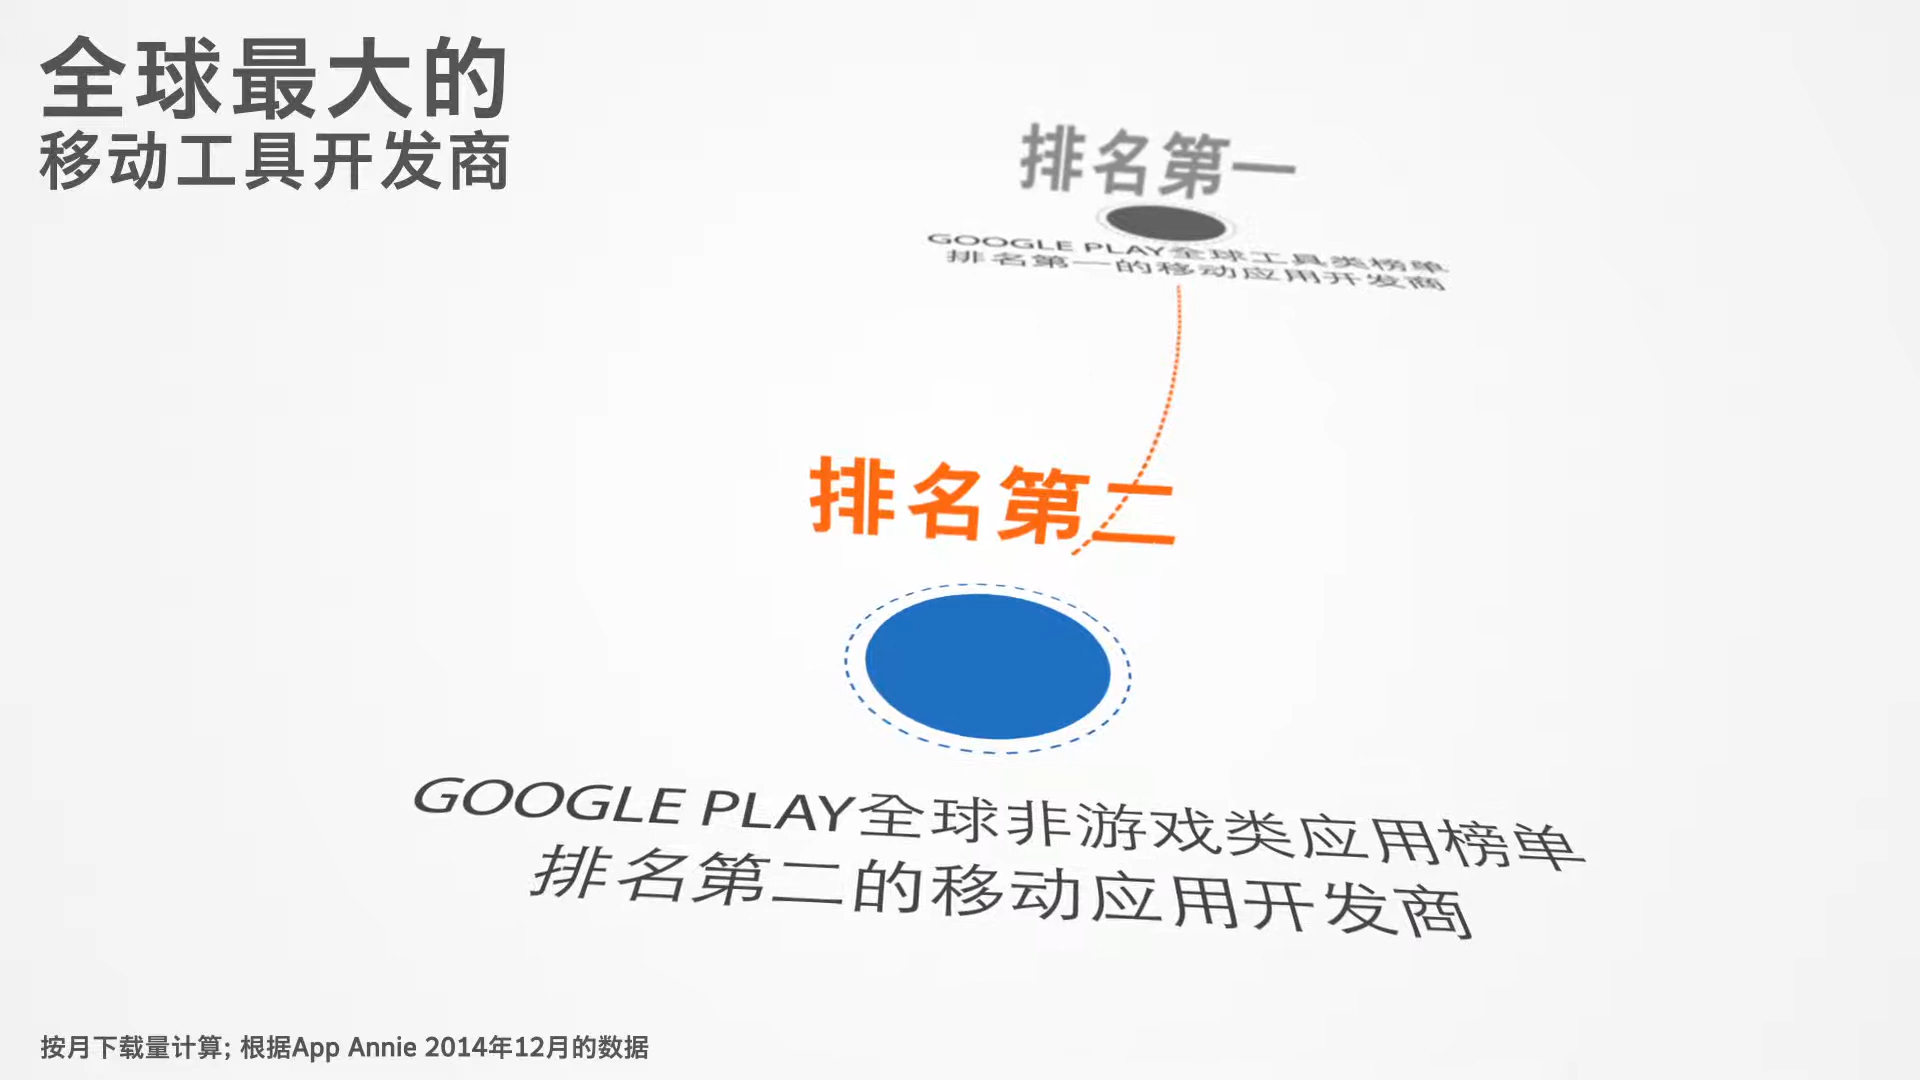 全球最大的
移动工具开发商
排名第一
GOOGLE PLAY全球工具类榜单
排名第一的移动应用开发商
排名第二
GOOGLE PLAY全球非游戏类应用榜单
排名第二的移动应用开发商
按月下载量计算; 根据App Annie 2014年12月的数据